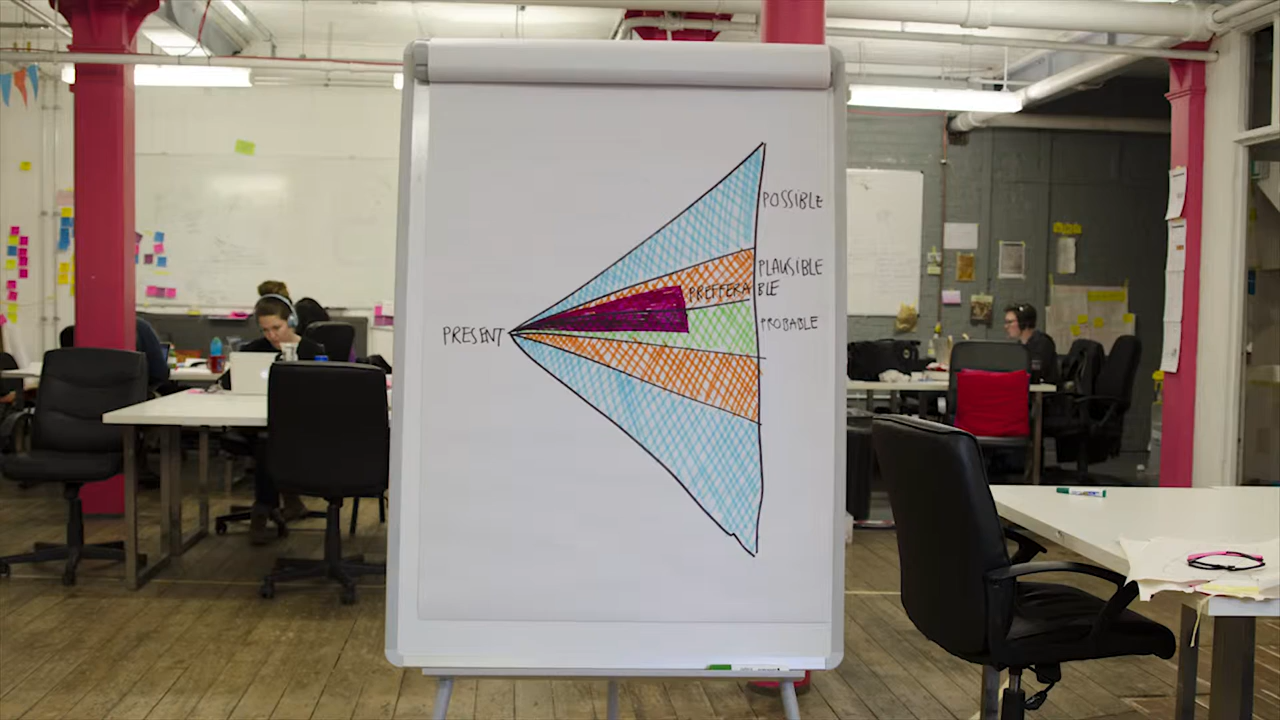 POSSIBLE
PLAUSIBLE
PREFFERABLE
PROBABLE
PRESENT